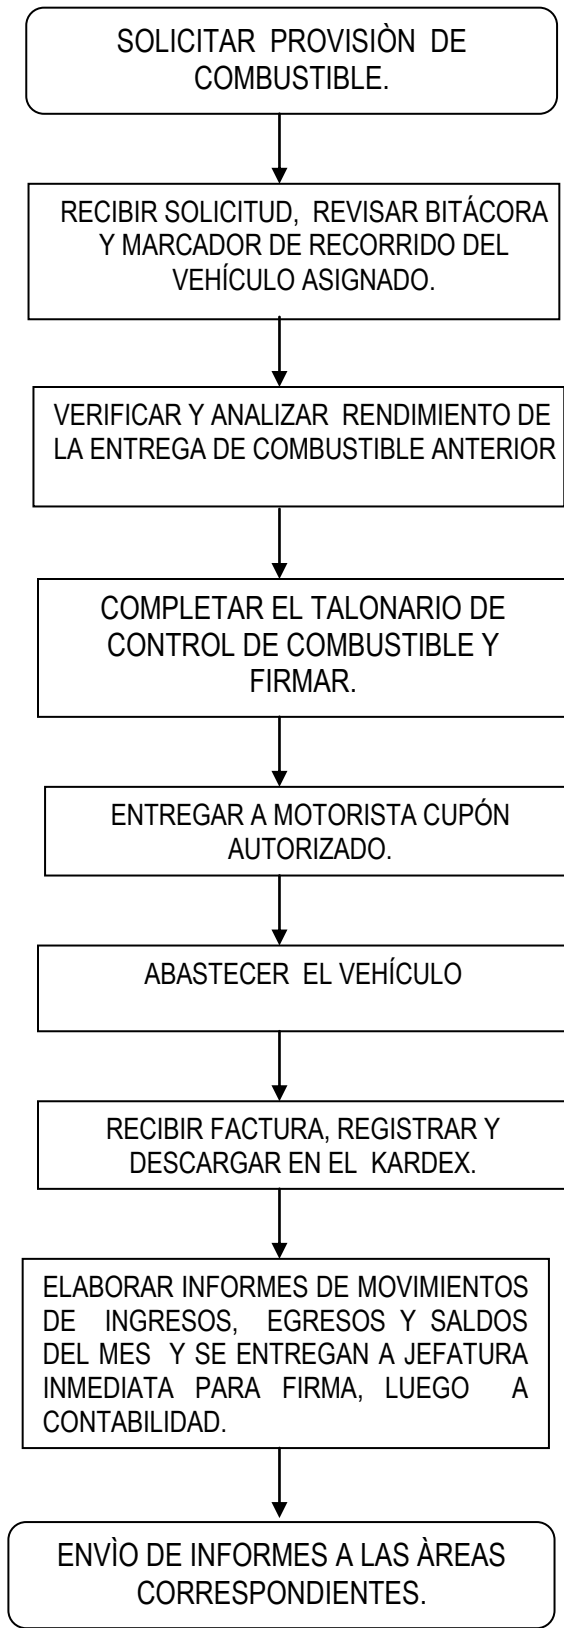 SOLICITAR PROVISIÒN DE
COMBUSTIBLE.
RECIBIR SOLICITUD, REVISAR BITÁCORA
Y MARCADOR DE RECORRIDO DEL
VEHÍCULO ASIGNADO.
VERIFICAR Y ANALIZAR RENDIMIENTO DE
LA ENTREGA DE COMBUSTIBLE ANTERIOR
COMPLETAR EL TALONARIO DE
CONTROL DE COMBUSTIBLE Y
FIRMAR.
ENTREGAR A MOTORISTA CUPÓN
AUTORIZADO.
ABASTECER EL VEHÍCULO
RECIBIR FACTURA, REGISTRAR Y
DESCARGAR EN EL KARDEX.
ELABORAR INFORMES DE MOVIMIENTOS
DE INGRESOS, EGRESOS Y SALDOS
DEL MES Y SE ENTREGAN A JEFATURA
INMEDIATA PARA FIRMA, LUEGO A
CONTABILIDAD.
ENVÌO DE INFORMES A LAS ÀREAS
CORRESPONDIENTES.